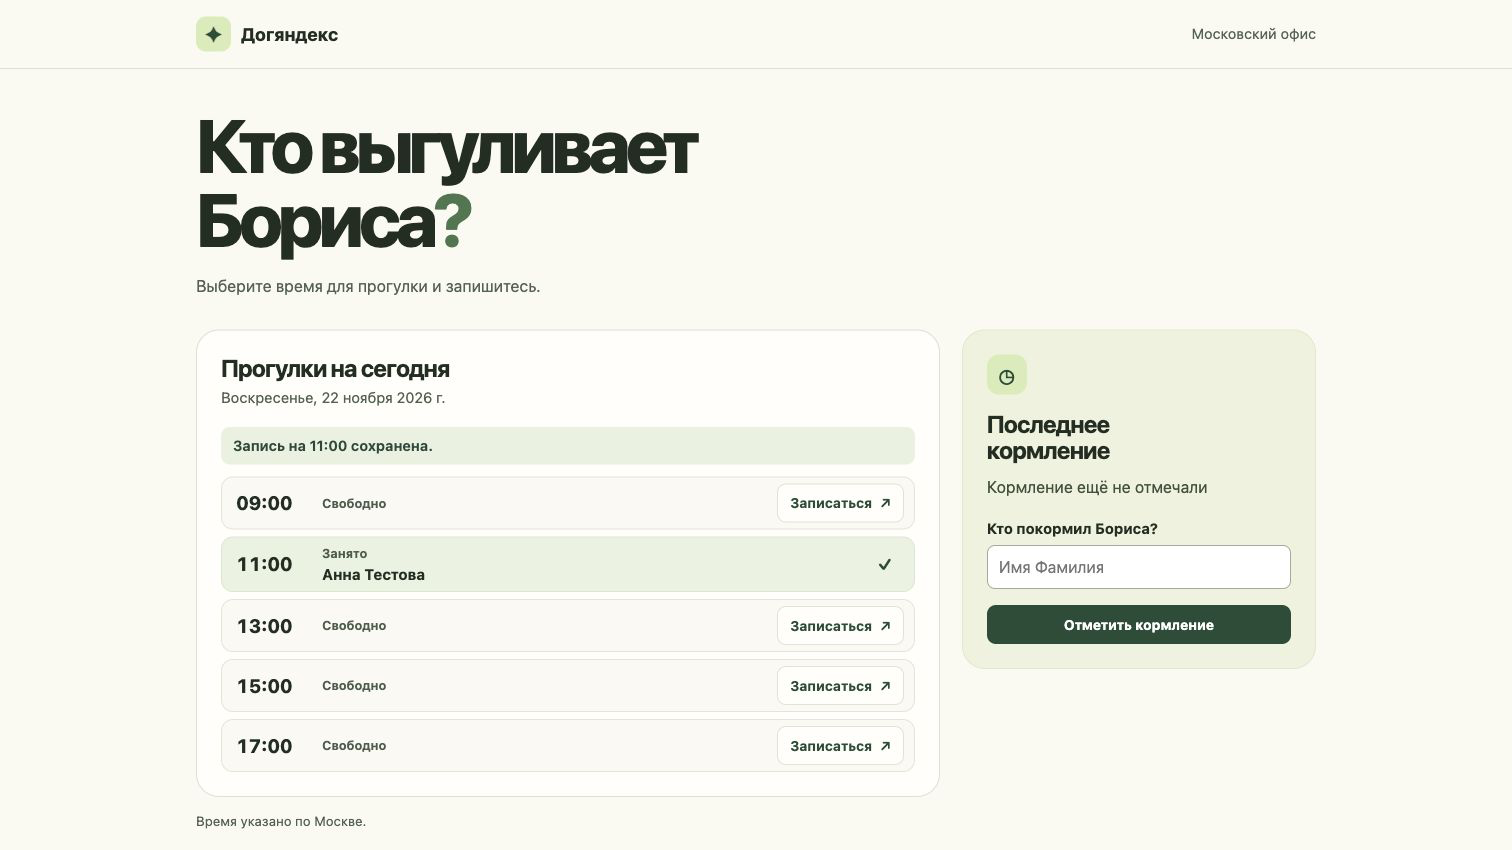 Догяндекс
Московский офис
Кто выгуливает
Бориса?
Выберите время для прогулки и запишитесь.
Прогулки на сегодня
Воскресенье, 22 ноября 2026 г.
Запись на 11:00 сохранена.
09:00 Свободно Записаться ↗
11:00 Занято
Анна Тестова ✓
13:00 Свободно Записаться ↗
15:00 Свободно Записаться ↗
17:00 Свободно Записаться ↗
Последнее
кормление
Кормление ещё не отмечали
Кто покормил Бориса?
Имя Фамилия
Отметить кормление
Время указано по Москве.